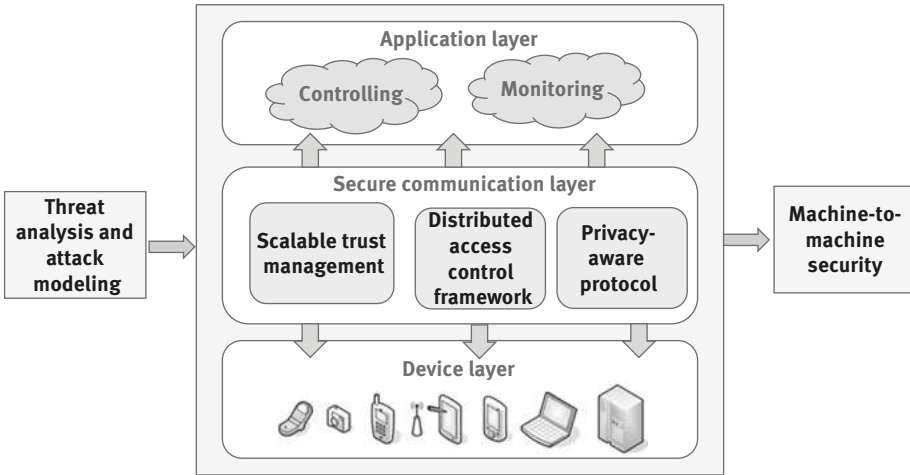 Application layer
Controlling
Monitoring
Secure communication layer
Threat
analysis and
attack
modeling
Scalable trust
management
Distributed
access
control
framework
Privacy-
aware
protocol
Machine-to-
machine
security
Device layer